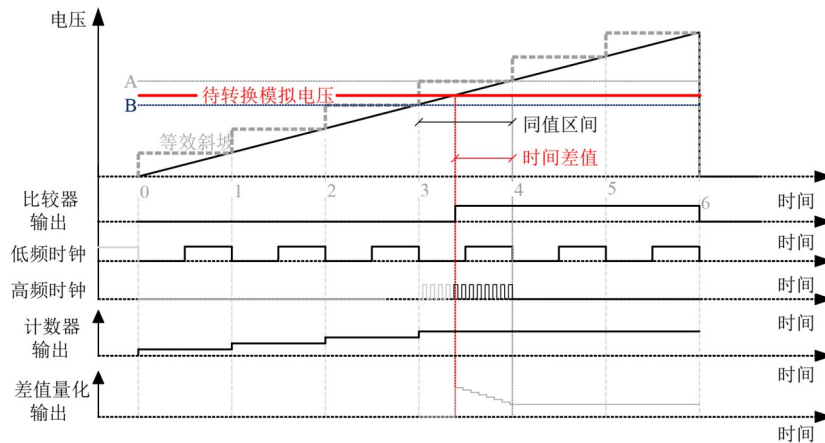 电压
A
待转换模拟电压
B
同值区间
等效斜坡
时间差值
0 1 2 3 4 5 6
比较器
输出
时间
低频时钟
时间
高频时钟
时间
计数器
输出
时间
时间
差值量化
输出
时间